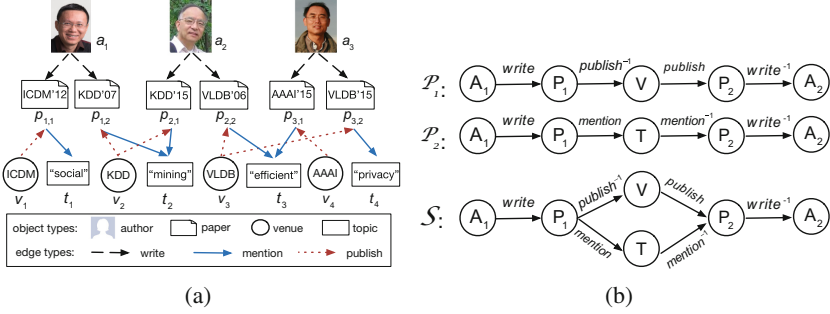 a1 a2 a3
ICDM'12 KDD'07 KDD'15 VLDB'06 AAAI'15 VLDB'15
p1,1 p1,2 p2,1 p2,2 p3,1 p3,2
ICDM "social" KDD "mining" VLDB "efficient" AAAI "privacy"
v1 t1 v2 t2 v3 t3 v4 t4
object types: author paper venue topic
edge types: write mention publish
(a)
P1: A1 write P1 publish-1 V publish P2 write-1 A2
P2: A1 write P1 mention T mention-1 P2 write-1 A2
S: A1 write P1 publish-1 V publish mention T mention-1 P2 write-1 A2
(b)